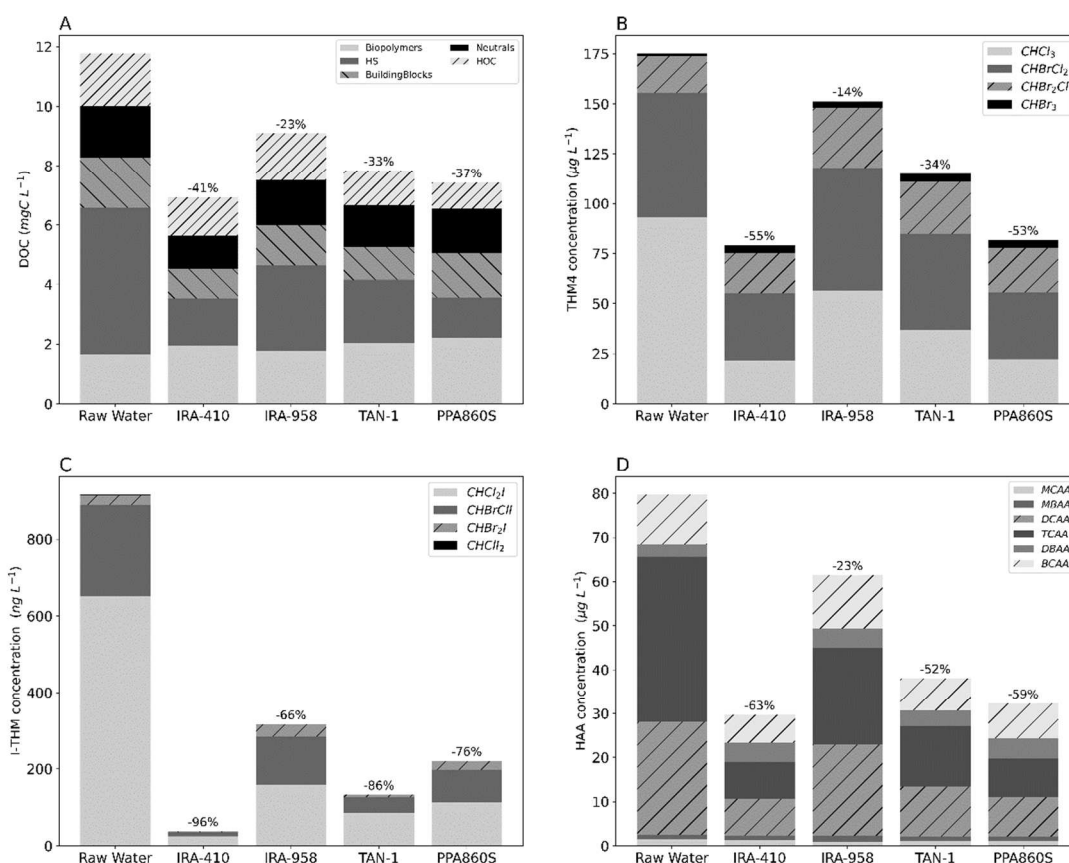 A
Biopolymers
HS
BuildingBlocks
Neutrals
HOC
DOC (mgC L⁻¹)
12
10
8
6
4
2
0
-41%
-23%
-33%
-37%
Raw Water IRA-410 IRA-958 TAN-1 PPA860S
B
CHCl₃
CHBrCl₂
CHBr₂Cl
CHBr₃
THM4 concentration (μg L⁻¹)
175
150
125
100
75
50
25
0
-55%
-14%
-34%
-53%
Raw Water IRA-410 IRA-958 TAN-1 PPA860S
C
CHCl₂I
CHBrClI
CHBr₂I
CHClI₂
I-THM concentration (ng L⁻¹)
800
600
400
200
0
-96%
-66%
-86%
-76%
Raw Water IRA-410 IRA-958 TAN-1 PPA860S
D
MCAA
MBAA
DCAA
TCAA
DBAA
BCAA
HAA concentration (μg L⁻¹)
80
70
60
50
40
30
20
10
0
-63%
-23%
-52%
-59%
Raw Water IRA-410 IRA-958 TAN-1 PPA860S